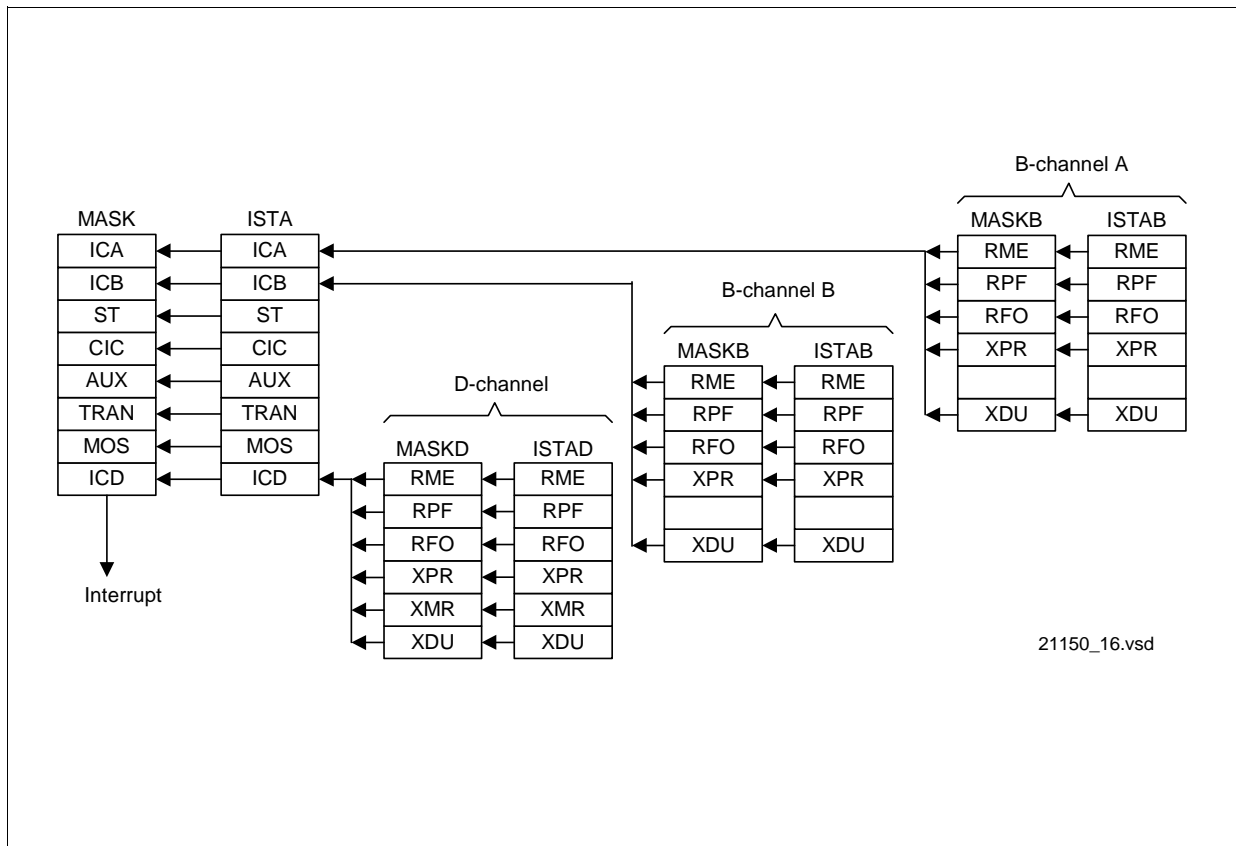 B-channel A
MASK ISTA MASKB ISTAB
ICA ICA RME RME
ICB ICB RPF RPF
ST ST RFO RFO
CIC CIC XPR XPR
AUX AUX
TRAN TRAN XDU XDU
MOS MOS
ICD ICD
Interrupt
B-channel B
MASKB ISTAB
RME RME
RPF RPF
RFO RFO
XPR XPR
XDU XDU
D-channel
MASKD ISTAD
RME RME
RPF RPF
RFO RFO
XPR XPR
XMR XMR
XDU XDU
21150_16.vsd